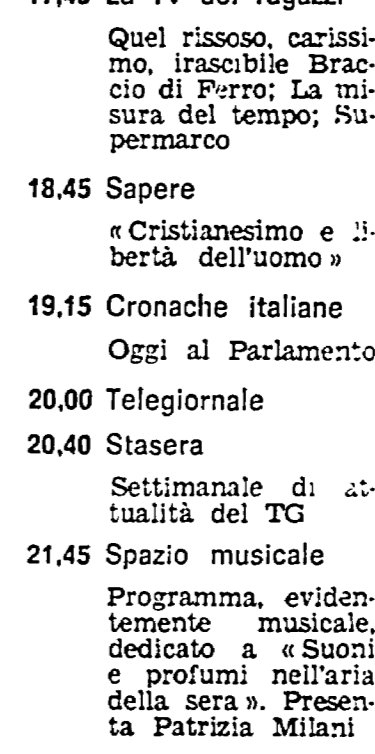 Quel rissoso, carissi-
mo, irascibile Brac-
cio di Ferro; La mi-
sura del tempo; Su-
permarco
18,45 Sapere
« Cristianesimo e li-
bertà dell'uomo »
19,15 Cronache italiane
Oggi al Parlamento
20,00 Telegiornale
20,40 Stasera
Settimanale di at-
tualità del TG
21,45 Spazio musicale
Programma, eviden-
temente musicale,
dedicato a « Suoni
e profumi nell'aria
della sera ». Presen-
ta Patrizia Milani